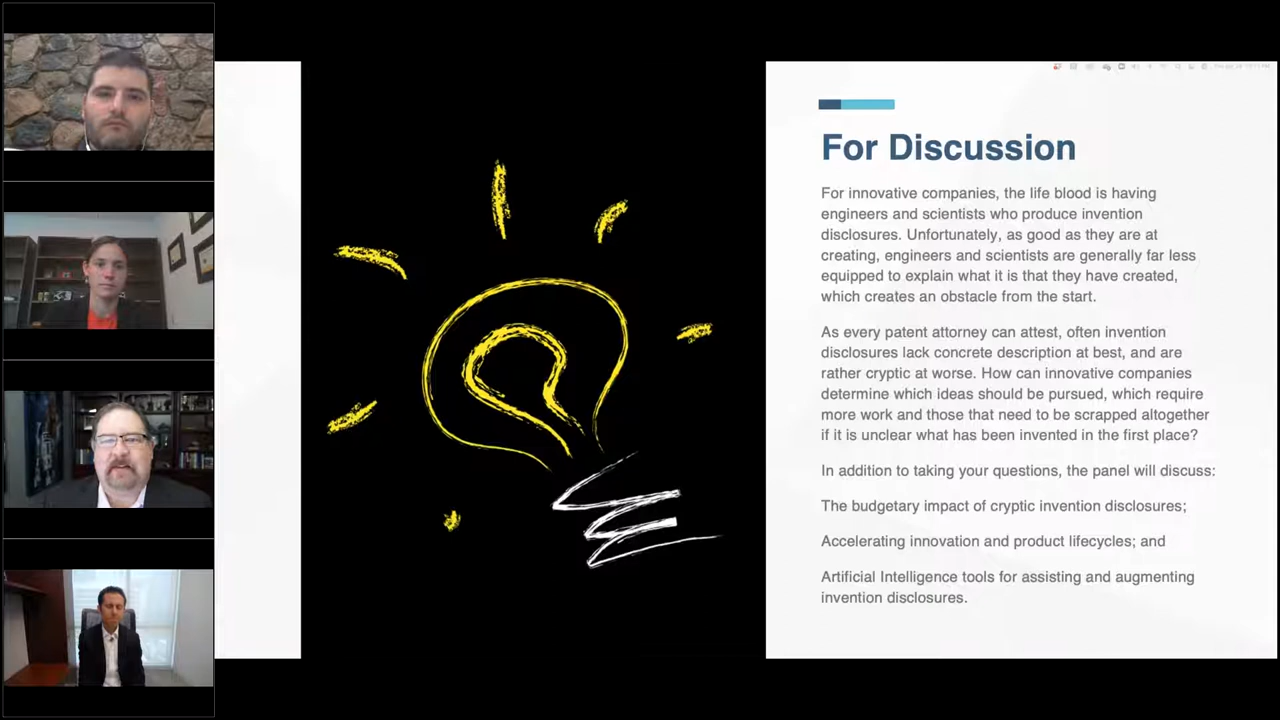 For Discussion
For innovative companies, the life blood is having
engineers and scientists who produce invention
disclosures. Unfortunately, as good as they are at
creating, engineers and scientists are generally far less
equipped to explain what it is that they have created,
which creates an obstacle from the start.
As every patent attorney can attest, often invention
disclosures lack concrete description at best, and are
rather cryptic at worse. How can innovative companies
determine which ideas should be pursued, which require
more work and those that need to be scrapped altogether
if it is unclear what has been invented in the first place?
In addition to taking your questions, the panel will discuss:
The budgetary impact of cryptic invention disclosures;
Accelerating innovation and product lifecycles; and
Artificial Intelligence tools for assisting and augmenting
invention disclosures.